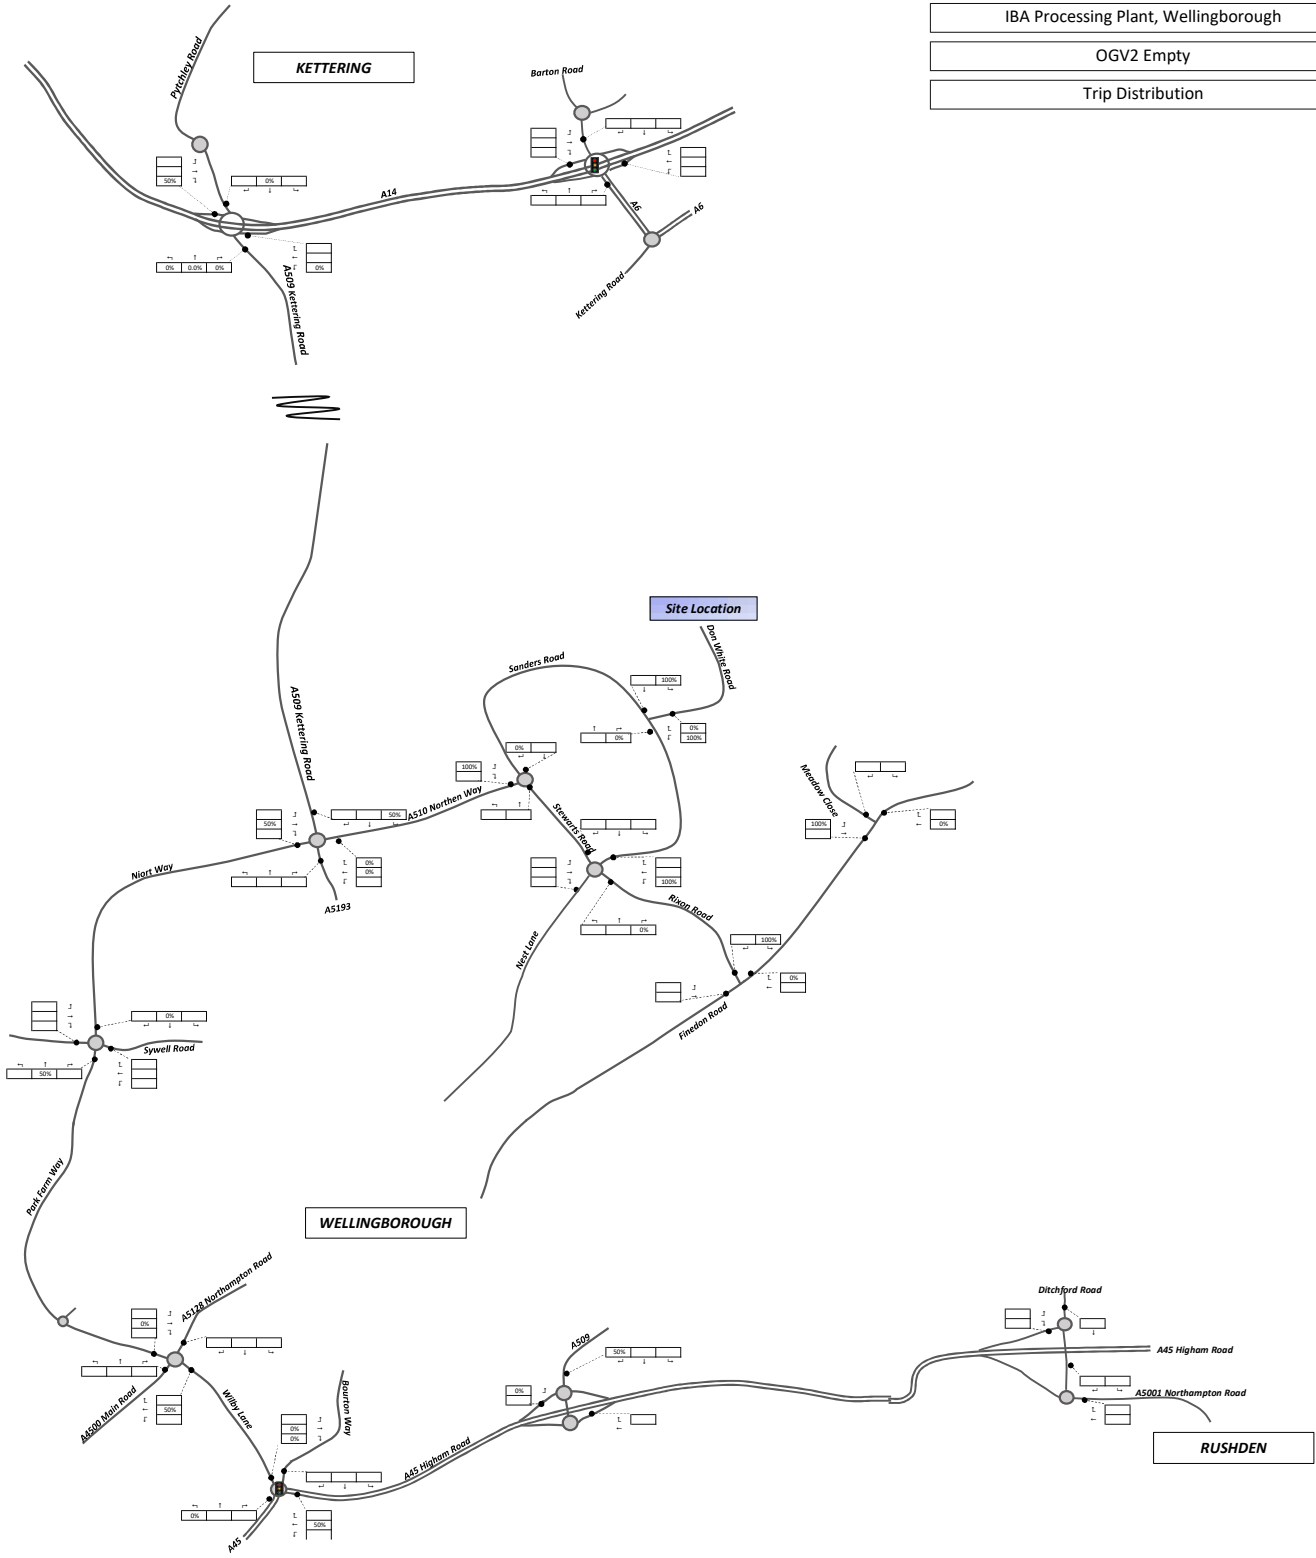 IBA Processing Plant, Wellingborough
OGV2 Empty
Trip Distribution
KETTERING
Pytchley Road
Barton Road
50%
0%
A14
A6
A6
0% 0.0% 0%
0%
A509 Kettering Road
Kettering Road
Site Location
Don White Road
Sanders Road
100%
0%
100%
0%
A509 Kettering Road
0%
100%
Meadow Close
A510 Northen Way
Stewarts Road
50%
50%
100%
0%
0%
0%
Niort Way
A5193
100%
Rixon Road
0%
Nest Lane
100%
0%
Finedon Road
0%
Sywell Road
50%
Park Farm Way
WELLINGBOROUGH
A5128 Northampton Road
0%
Ditchford Road
A509
50%
A45 Higham Road
0%
A5001 Northampton Road
50%
A4500 Main Road
Wilby Lane
Bourton Way
0%
0%
A45 Higham Road
RUSHDEN
0%
50%
A45